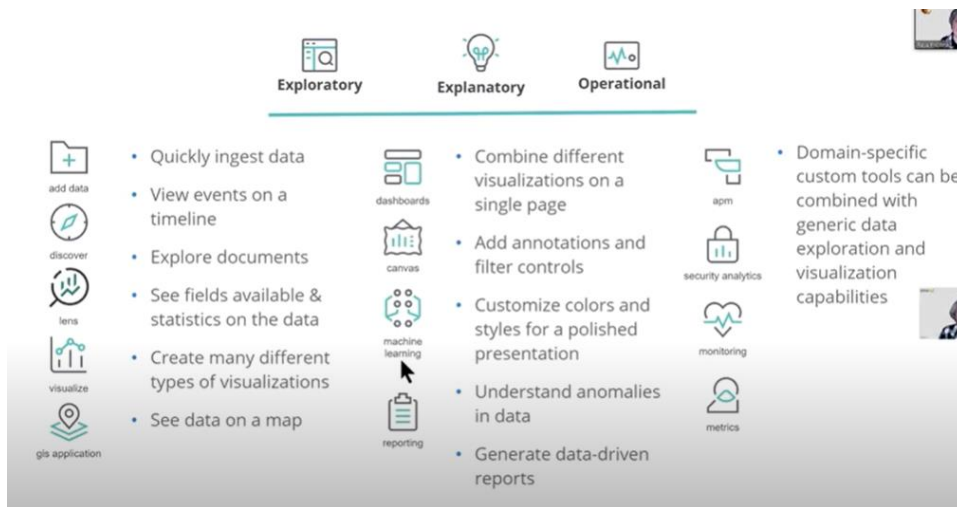 Exploratory
Explanatory
Operational
add data
discover
lens
visualize
gis application
• Quickly ingest data
• View events on a
timeline
• Explore documents
• See fields available &
statistics on the data
• Create many different
types of visualizations
• See data on a map
dashboards
canvas
machine
learning
reporting
• Combine different
visualizations on a
single page
• Add annotations and
filter controls
• Customize colors and
styles for a polished
presentation
• Understand anomalies
in data
• Generate data-driven
reports
apm
security analytics
monitoring
metrics
• Domain-specific
custom tools can be
combined with
generic data
exploration and
visualization
capabilities